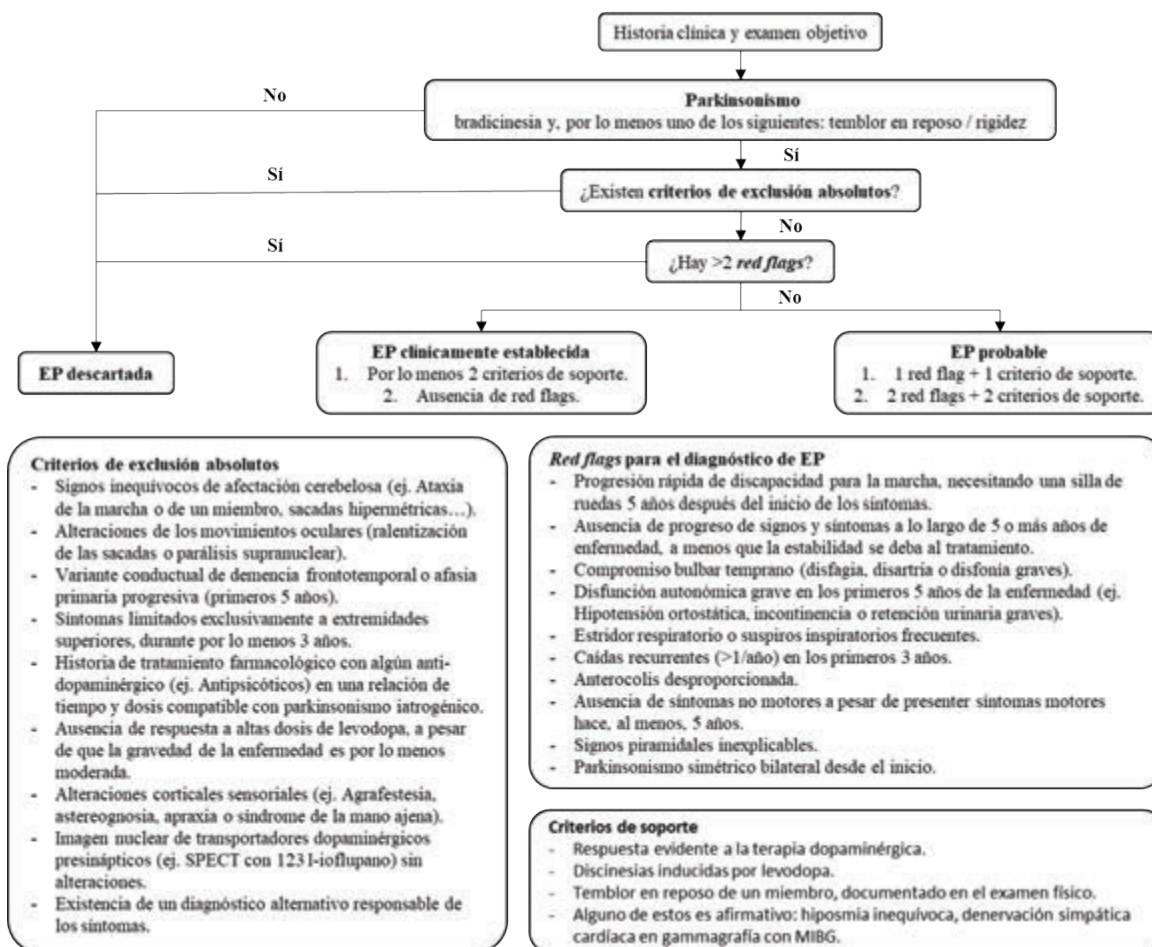 Historia clínica y examen objetivo
No
Parkinsonismo
bradicinesia y, por lo menos uno de los siguientes: temblor en reposo / rigidez
Sí
Sí
¿Existen criterios de exclusión absolutos?
No
Sí
¿Hay >2 red flags?
No
EP descartada
EP clínicamente establecida
1. Por lo menos 2 criterios de soporte.
2. Ausencia de red flags.
EP probable
1. 1 red flag + 1 criterio de soporte.
2. 2 red flags + 2 criterios de soporte.
Criterios de exclusión absolutos
- Signos inequívocos de afectación cerebelosa (ej. Ataxia
de la marcha o de un miembro, sacadas hipermétricas…).
- Alteraciones de los movimientos oculares (ralentización
de las sacadas o parálisis supranuclear).
- Variante conductual de demencia frontotemporal o afasia
primaria progresiva (primeros 5 años).
- Síntomas limitados exclusivamente a extremidades
superiores, durante por lo menos 3 años.
- Historia de tratamiento farmacológico con algún anti-
dopaminérgico (ej. Antipsicóticos) en una relación de
tiempo y dosis compatible con parkinsonismo iatrogénico.
- Ausencia de respuesta a altas dosis de levodopa, a pesar
de que la gravedad de la enfermedad es por lo menos
moderada.
- Alteraciones corticales sensoriales (ej. Agrafestesia,
astereognosia, apraxia o síndrome de la mano ajena).
- Imagen nuclear de transportadores dopaminérgicos
presinápticos (ej. SPECT con 123 I-ioflupano) sin
alteraciones.
- Existencia de un diagnóstico alternativo responsable de
los síntomas.
Red flags para el diagnóstico de EP
- Progresión rápida de discapacidad para la marcha, necesitando una silla de
ruedas 5 años después del inicio de los síntomas.
- Ausencia de progreso de signos y síntomas a lo largo de 5 o más años de
enfermedad, a menos que la estabilidad se deba al tratamiento.
- Compromiso bulbar temprano (disfagia, disartria o disfonía graves).
- Disfunción autonómica grave en los primeros 5 años de la enfermedad (ej.
Hipotensión ortostática, incontinencia o retención urinaria graves).
- Estridor respiratorio o suspiros inspiratorios frecuentes.
- Caídas recurrentes (>1/año) en los primeros 3 años.
- Anterocolis desproporcionada.
- Ausencia de síntomas no motores a pesar de presentar síntomas motores
hace, al menos, 5 años.
- Signos piramidales inexplicables.
- Parkinsonismo simétrico bilateral desde el inicio.
Criterios de soporte
- Respuesta evidente a la terapia dopaminérgica.
- Discinesias inducidas por levodopa.
- Temblor en reposo de un miembro, documentado en el examen físico.
- Alguno de estos es afirmativo: hiposmia inequívoca, denervación simpática
cardíaca en gammagrafía con MIBG.